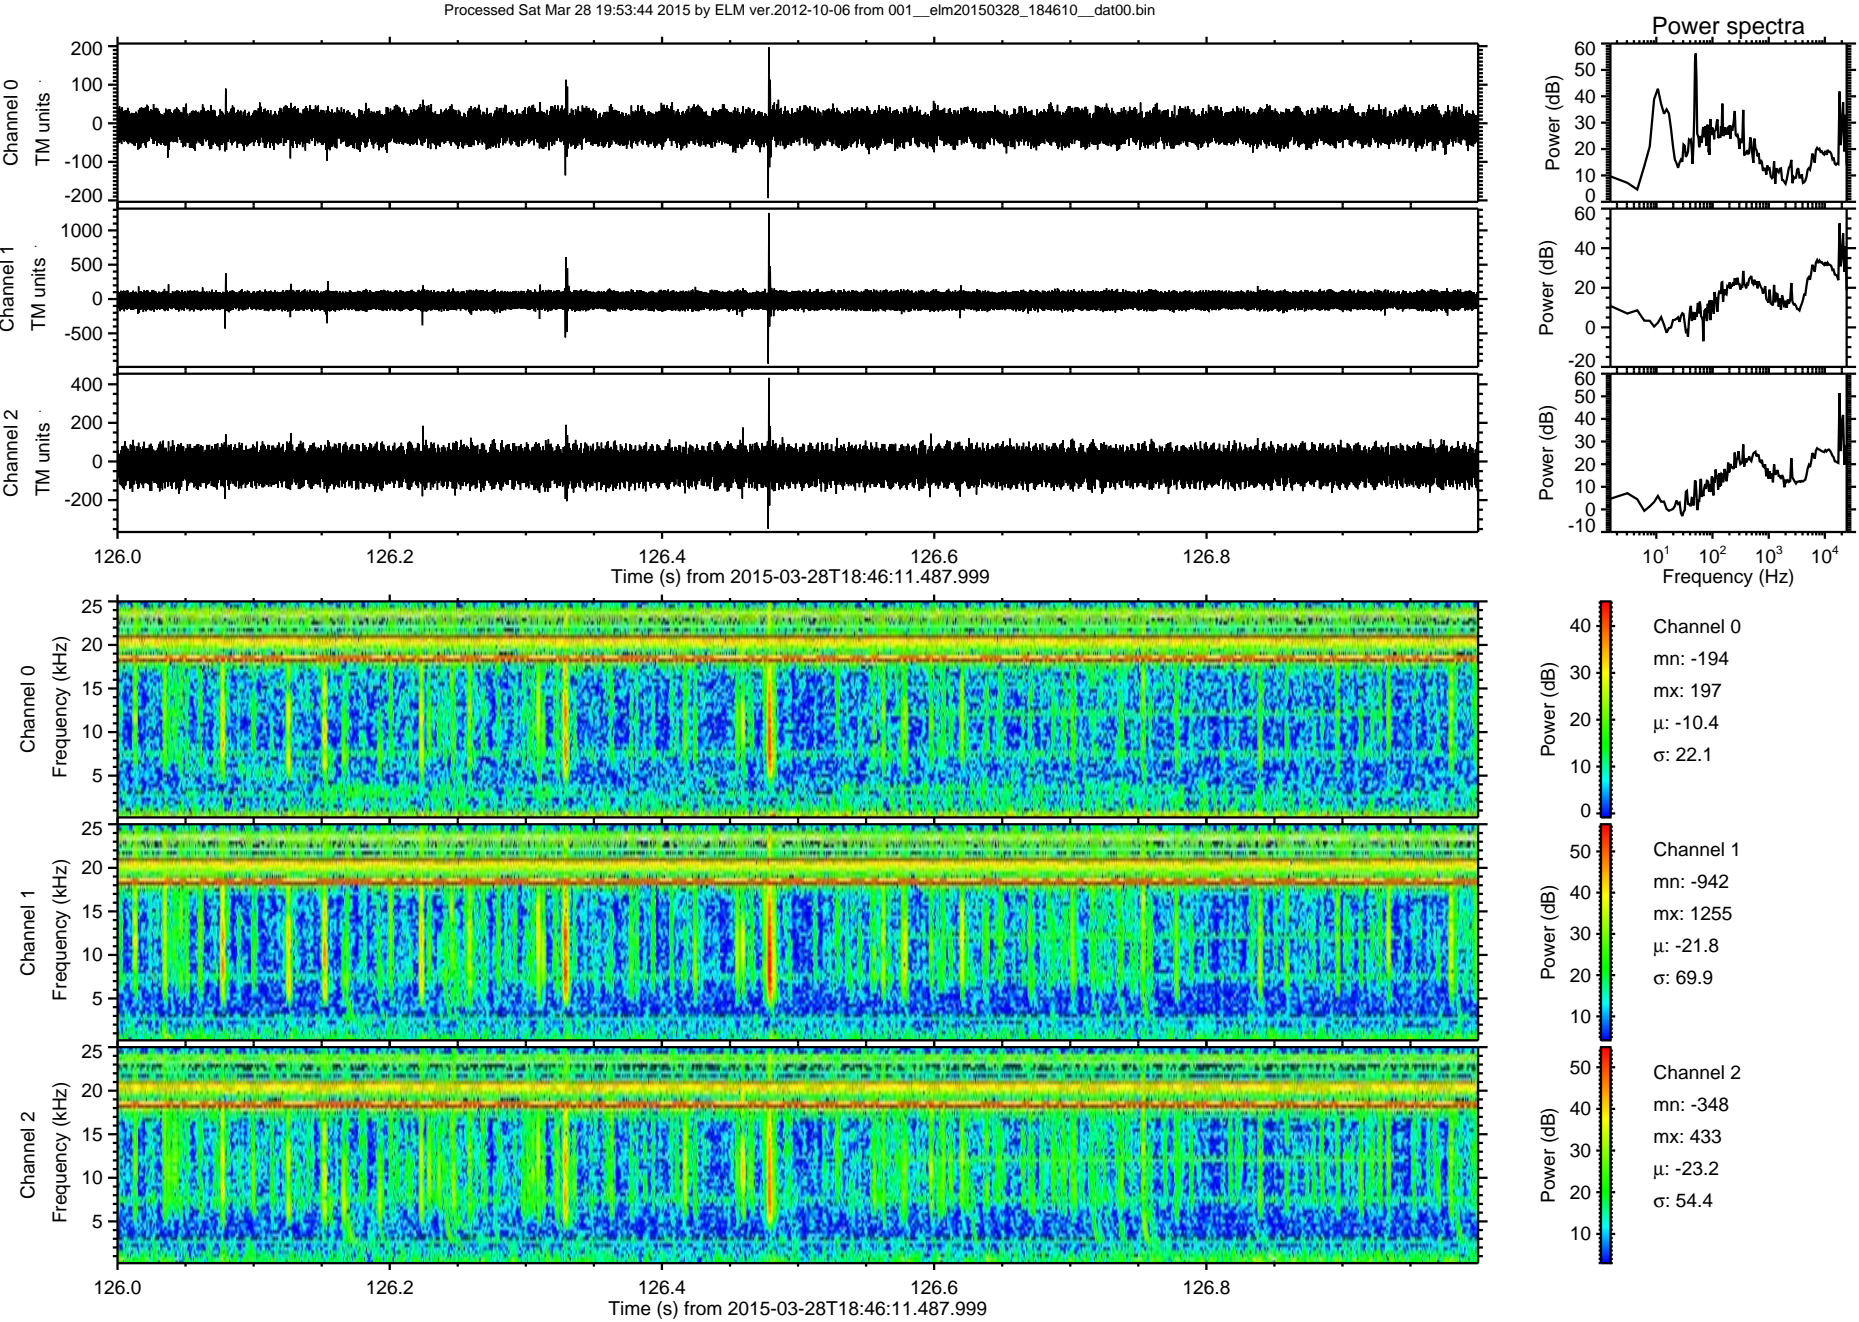 Processed Sat Mar 28 19:53:44 2015 by ELM ver.2012-10-06 from 001__elm20150328_184610__dat00.bin
Power spectra
Channel 0
TM units
200
100
0
-100
-200
Power (dB)
60
50
40
30
20
10
0
Channel 1
TM units
1000
500
0
-500
Power (dB)
60
40
20
0
-20
Channel 2
TM units
400
200
0
-200
Power (dB)
60
50
40
30
20
10
0
-10
126.0 126.2 126.4 126.6 126.8
Time (s) from 2015-03-28T18:46:11.487.999
10^1 10^2 10^3 10^4
Frequency (Hz)
Channel 0
Frequency (kHz)
25
20
15
10
5
Power (dB)
40
30
20
10
0
Channel 0
mn: -194
mx: 197
μ: -10.4
σ: 22.1
Channel 1
Frequency (kHz)
25
20
15
10
5
Power (dB)
50
40
30
20
10
Channel 1
mn: -942
mx: 1255
μ: -21.8
σ: 69.9
Channel 2
Frequency (kHz)
25
20
15
10
5
Power (dB)
50
40
30
20
10
Channel 2
mn: -348
mx: 433
μ: -23.2
σ: 54.4
126.0 126.2 126.4 126.6 126.8
Time (s) from 2015-03-28T18:46:11.487.999